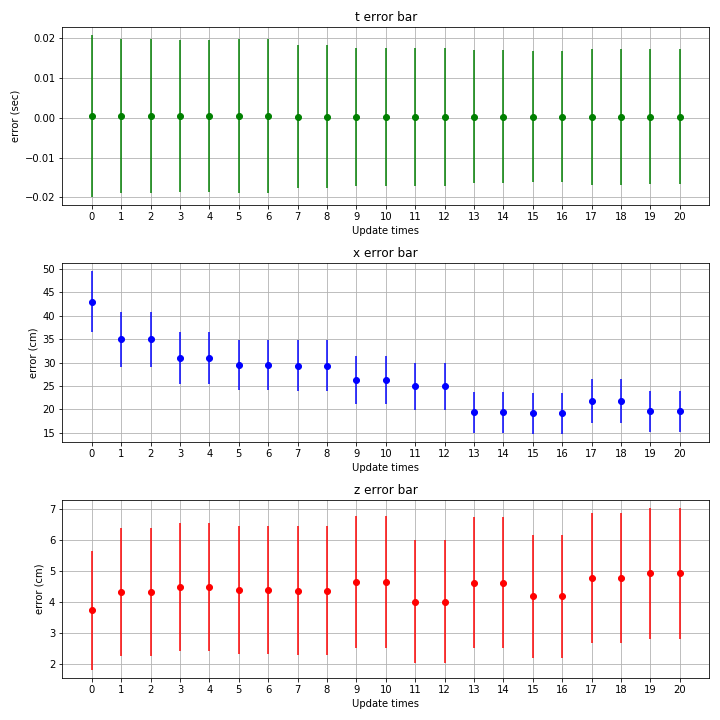 t error bar
error (sec)
0.02
0.01
0.00
−0.01
−0.02
0 1 2 3 4 5 6 7 8 9 10 11 12 13 14 15 16 17 18 19 20
Update times
x error bar
error (cm)
50
45
40
35
30
25
20
15
0 1 2 3 4 5 6 7 8 9 10 11 12 13 14 15 16 17 18 19 20
Update times
z error bar
error (cm)
7
6
5
4
3
2
0 1 2 3 4 5 6 7 8 9 10 11 12 13 14 15 16 17 18 19 20
Update times